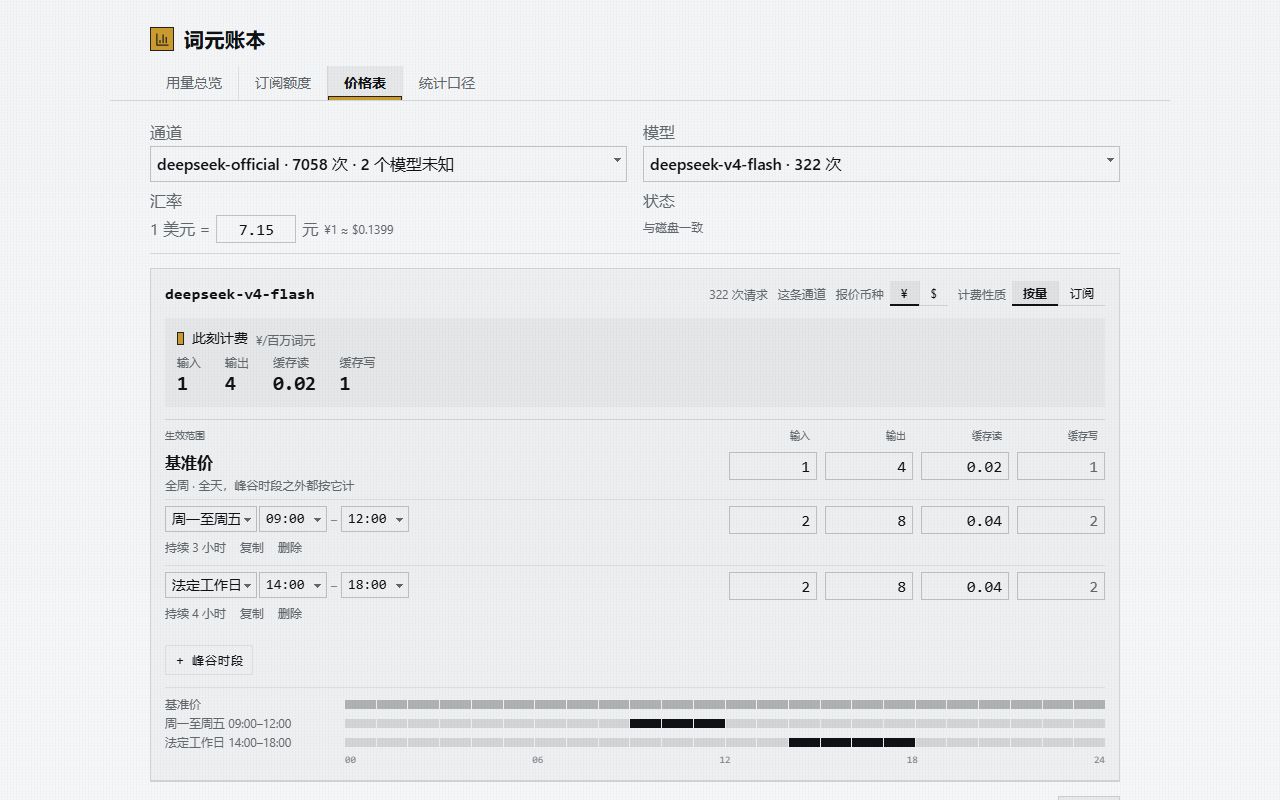 词元账本
用量总览 订阅额度 价格表 统计口径
通道 模型
deepseek-official · 7058 次 · 2 个模型未知 deepseek-v4-flash · 322 次
汇率 状态
1 美元 = 7.15 元 ¥1 ≈ $0.1399 与磁盘一致
deepseek-v4-flash 322 次请求 这条通道 报价币种 ¥ $ 计费性质 按量 订阅
此刻计费 ¥/百万词元
输入 输出 缓存读 缓存写
1 4 0.02 1
生效范围 输入 输出 缓存读 缓存写
基准价 1 4 0.02 1
全周 · 全天，峰谷时段之外都按它计
周一至周五 09:00 – 12:00 2 8 0.04 2
持续 3 小时 复制 删除
法定工作日 14:00 – 18:00 2 8 0.04 2
持续 4 小时 复制 删除
+ 峰谷时段
基准价
周一至周五 09:00–12:00
法定工作日 14:00–18:00
00 06 12 18 24